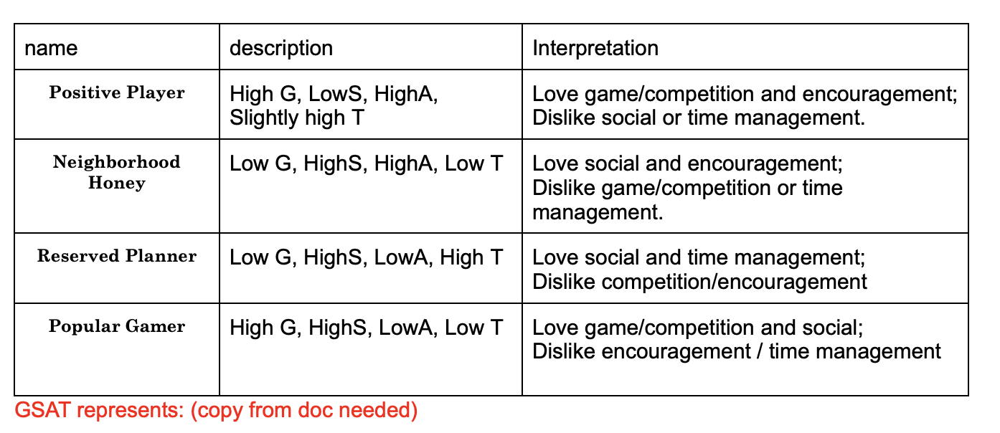 name description Interpretation
Positive Player High G, LowS, HighA, Love game/competition and encouragement;
Slightly high T Dislike social or time management.
Neighborhood Low G, HighS, HighA, Low T Love social and encouragement;
Honey Dislike game/competition or time
management.
Reserved Planner Low G, HighS, LowA, High T Love social and time management;
Dislike competition/encouragement
Popular Gamer High G, HighS, LowA, Low T Love game/competition and social;
Dislike encouragement / time management
GSAT represents: (copy from doc needed)